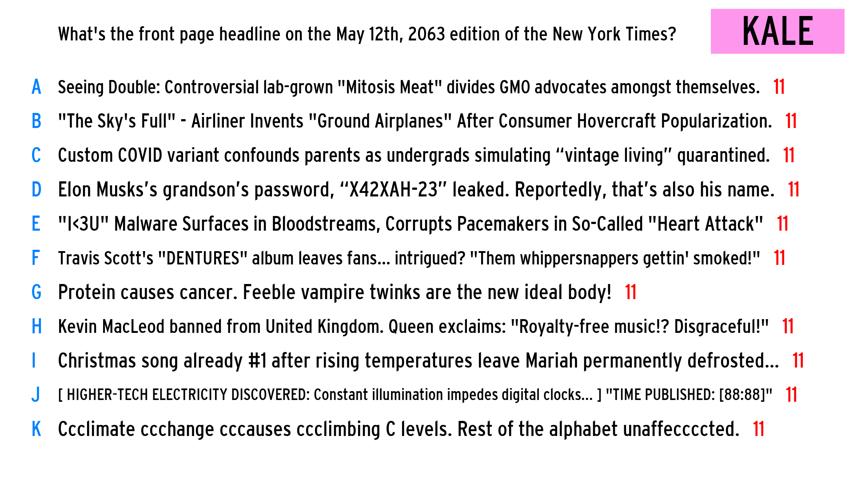 What's the front page headline on the May 12th, 2063 edition of the New York Times?
KALE
A Seeing Double: Controversial lab-grown "Mitosis Meat" divides GMO advocates amongst themselves. 11
B "The Sky's Full" - Airliner Invents "Ground Airplanes" After Consumer Hovercraft Popularization. 11
C Custom COVID variant confounds parents as undergrads simulating “vintage living” quarantined. 11
D Elon Musks’s grandson’s password, “X42XAH-23” leaked. Reportedly, that’s also his name. 11
E "I<3U" Malware Surfaces in Bloodstreams, Corrupts Pacemakers in So-Called "Heart Attack" 11
F Travis Scott's "DENTURES" album leaves fans... intrigued? "Them whippersnappers gettin' smoked!" 11
G Protein causes cancer. Feeble vampire twinks are the new ideal body! 11
H Kevin MacLeod banned from United Kingdom. Queen exclaims: "Royalty-free music!? Disgraceful!" 11
I Christmas song already #1 after rising temperatures leave Mariah permanently defrosted... 11
J [ HIGHER-TECH ELECTRICITY DISCOVERED: Constant illumination impedes digital clocks... ] "TIME PUBLISHED: [88:88]" 11
K Ccclimate ccchange cccauses ccclimbing C levels. Rest of the alphabet unaffecccccted. 11